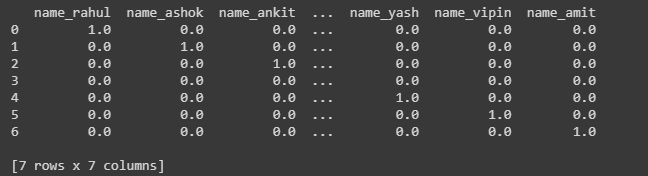 name_rahul name_ashok name_ankit ... name_yash name_vipin name_amit
0 1.0 0.0 0.0 ... 0.0 0.0 0.0
1 0.0 1.0 0.0 ... 0.0 0.0 0.0
2 0.0 0.0 1.0 ... 0.0 0.0 0.0
3 0.0 0.0 0.0 ... 0.0 0.0 0.0
4 0.0 0.0 0.0 ... 1.0 0.0 0.0
5 0.0 0.0 0.0 ... 0.0 1.0 0.0
6 0.0 0.0 0.0 ... 0.0 0.0 1.0
[7 rows x 7 columns]